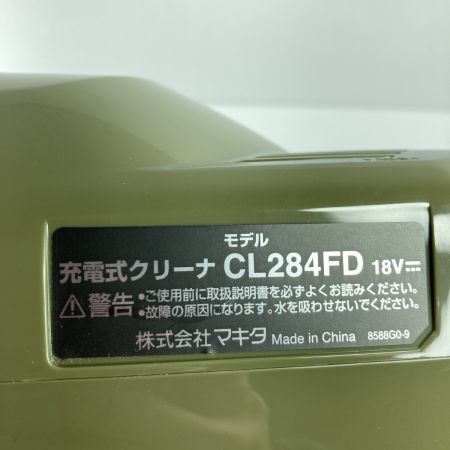 モデル
充電式クリーナ CL284FD 18V⎓
⚠警告 •ご使用前に取扱説明書を必ずよくお読みください。
•故障の原因になります。水を吸わせないでください。
株式会社マキタ Made in China 8588G0-9